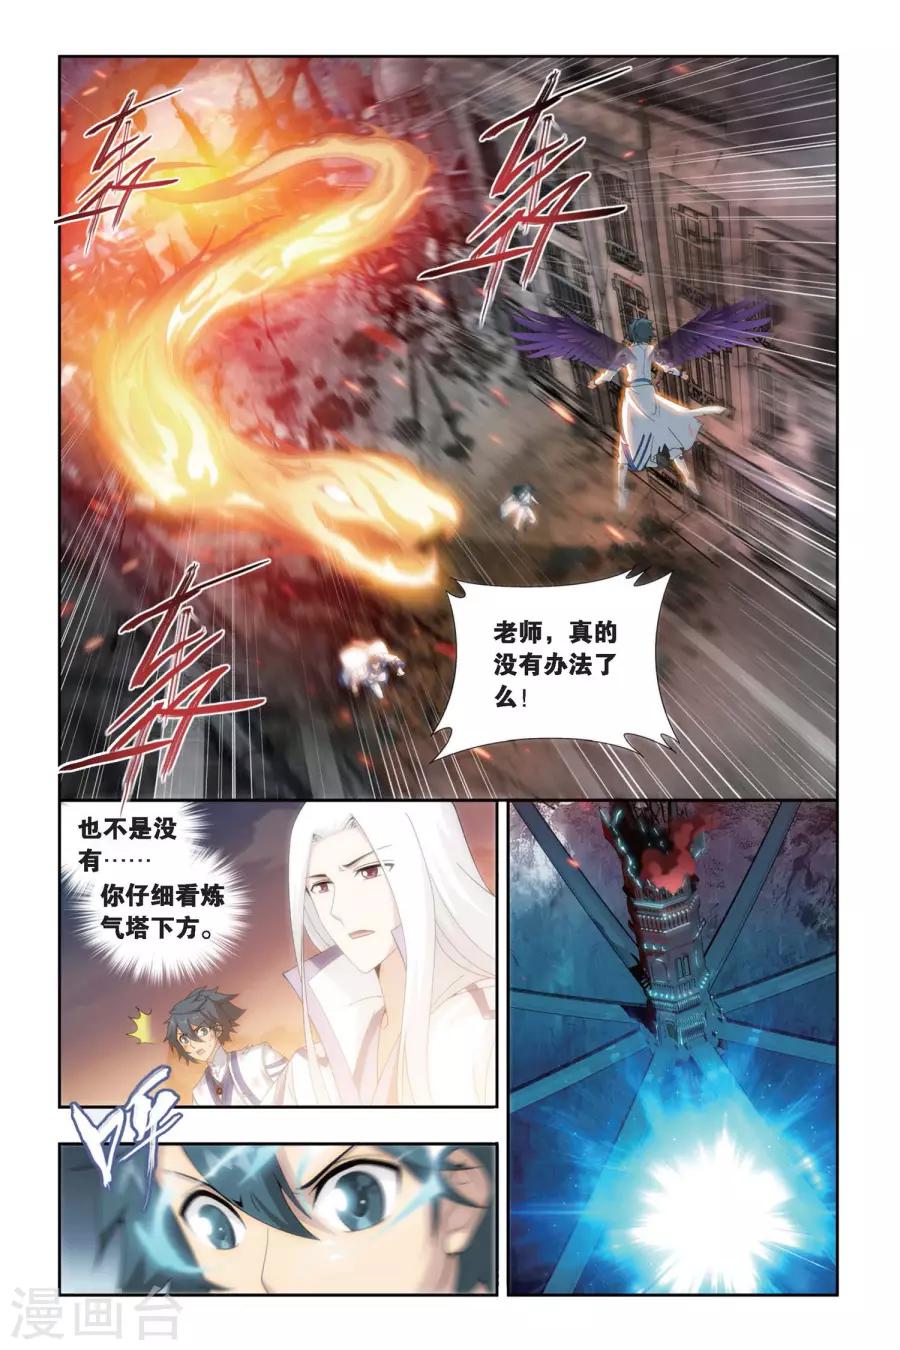 轰
轰
轰
老师，真的
没有办法了
么！
也不是没
有……
你仔细看炼
气塔下方。
漫画台